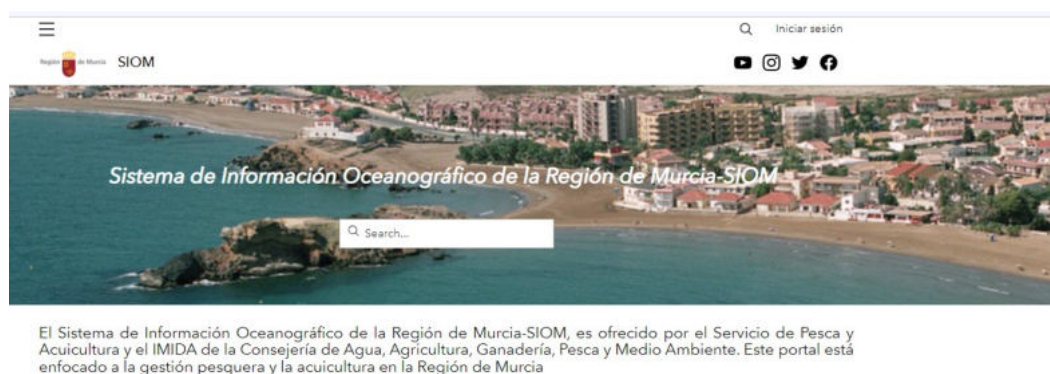 Iniciar sesión
Región de Murcia SIOM
Sistema de Información Oceanográfico de la Región de Murcia-SIOM
Search...
El Sistema de Información Oceanográfico de la Región de Murcia-SIOM, es ofrecido por el Servicio de Pesca y
Acuicultura y el IMIDA de la Consejería de Agua, Agricultura, Ganadería, Pesca y Medio Ambiente. Este portal está
enfocado a la gestión pesquera y la acuicultura en la Región de Murcia